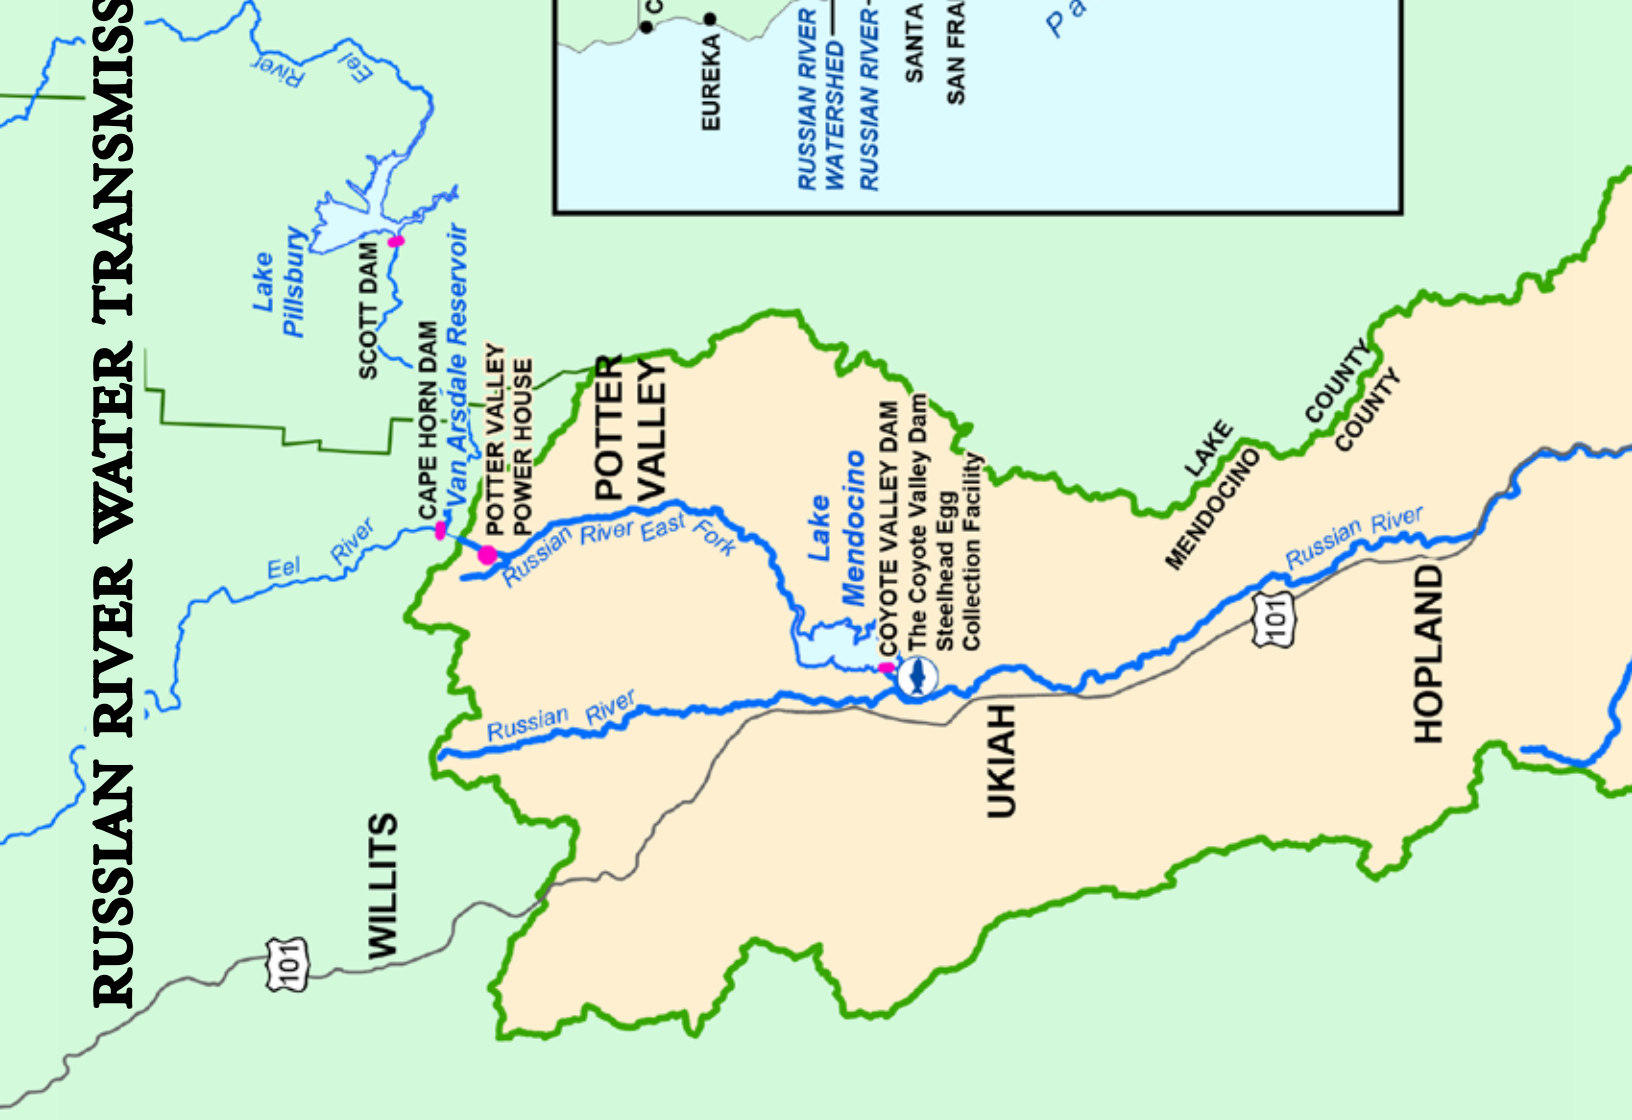 RUSSIAN RIVER WATER TRANSMISS
Eel
River
Lake
Pillsbury
SCOTT DAM
CAPE HORN DAM
Van Arsdale Reservoir
POTTER VALLEY
POWER HOUSE
Eel River
POTTER
VALLEY
Russian River East Fork
Lake
Mendocino
COYOTE VALLEY DAM
The Coyote Valley Dam
Steelhead Egg
Collection Facility
Russian River
WILLITS
101
UKIAH
LAKE COUNTY
MENDOCINO COUNTY
Russian River
101
HOPLAND
EUREKA
RUSSIAN RIVER
WATERSHED
RUSSIAN RIVER
SANTA
SAN FRA
Pa
C